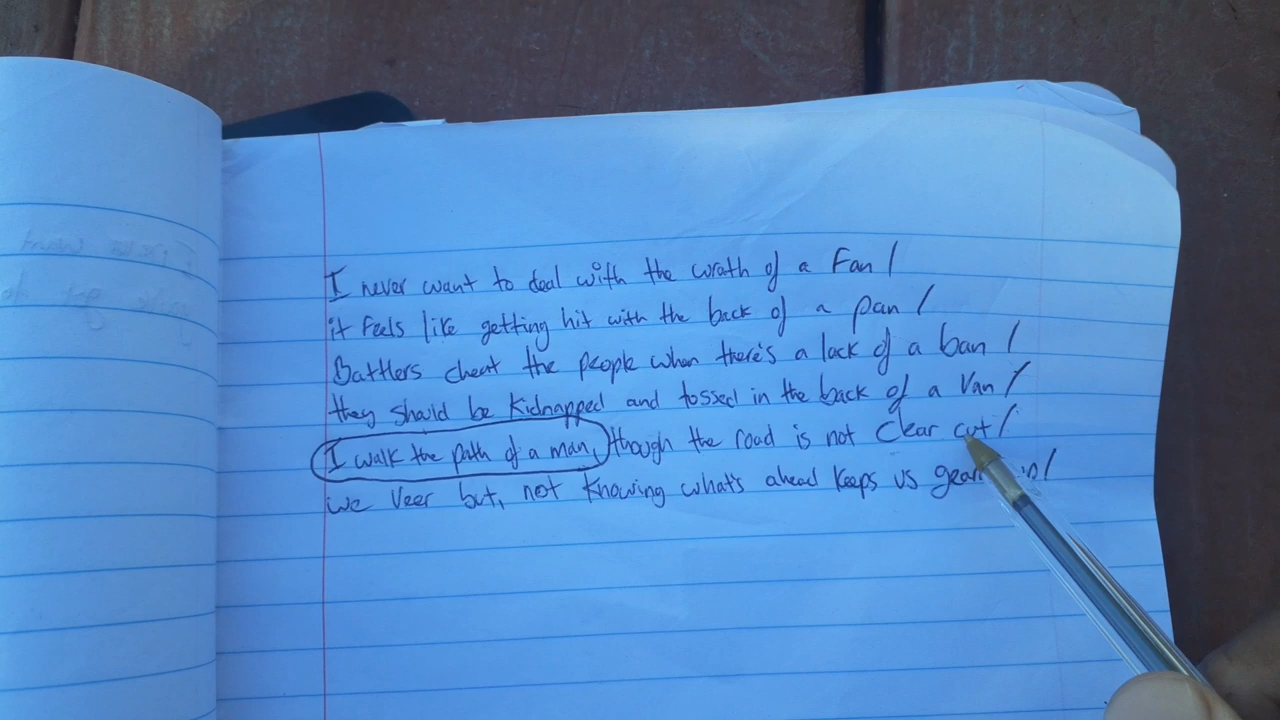 I never want to deal with the wrath of a Fan /
it feels like getting hit with the back of a pan /
Battlers cheat the people when there's a lack of a ban /
they should be kidnapped and tossed in the back of a Van /
I walk the path of a man, though the road is not clear cut /
we veer but, not knowing what's ahead keeps us /